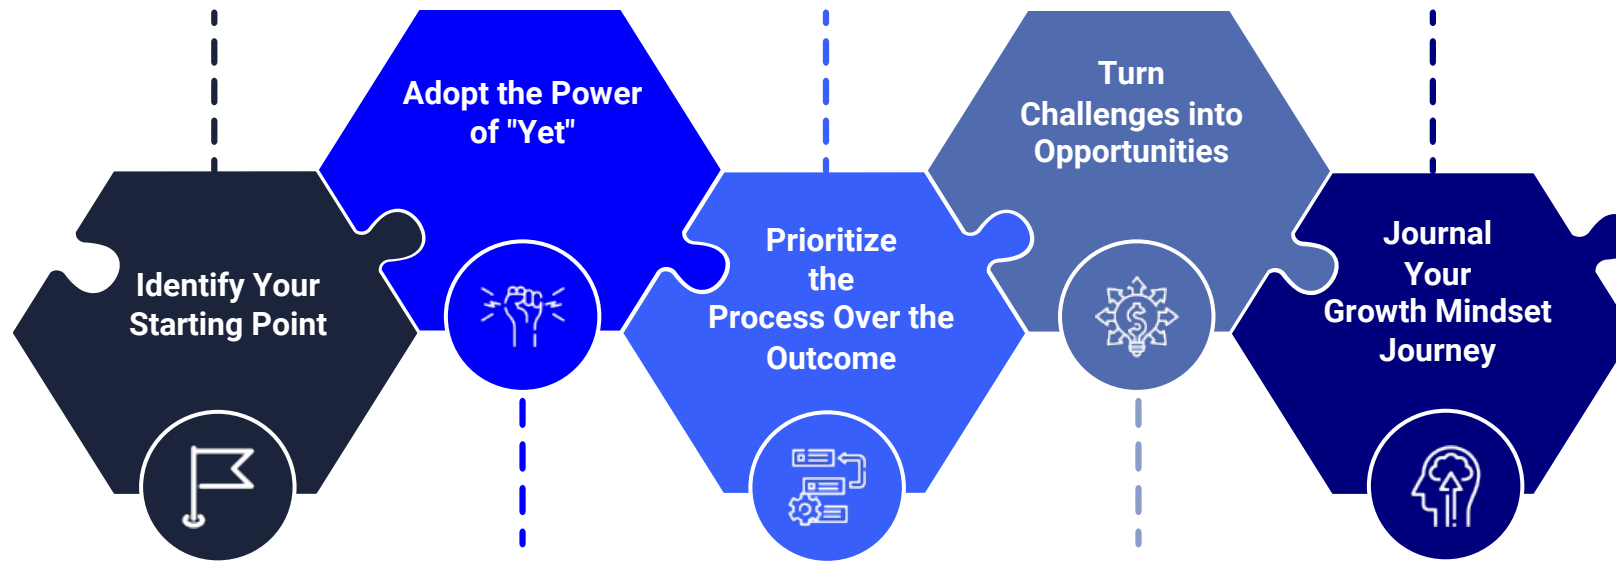 Identify Your
Starting Point
Adopt the Power
of "Yet"
Prioritize
the
Process Over the
Outcome
Turn
Challenges into
Opportunities
Journal
Your
Growth Mindset
Journey